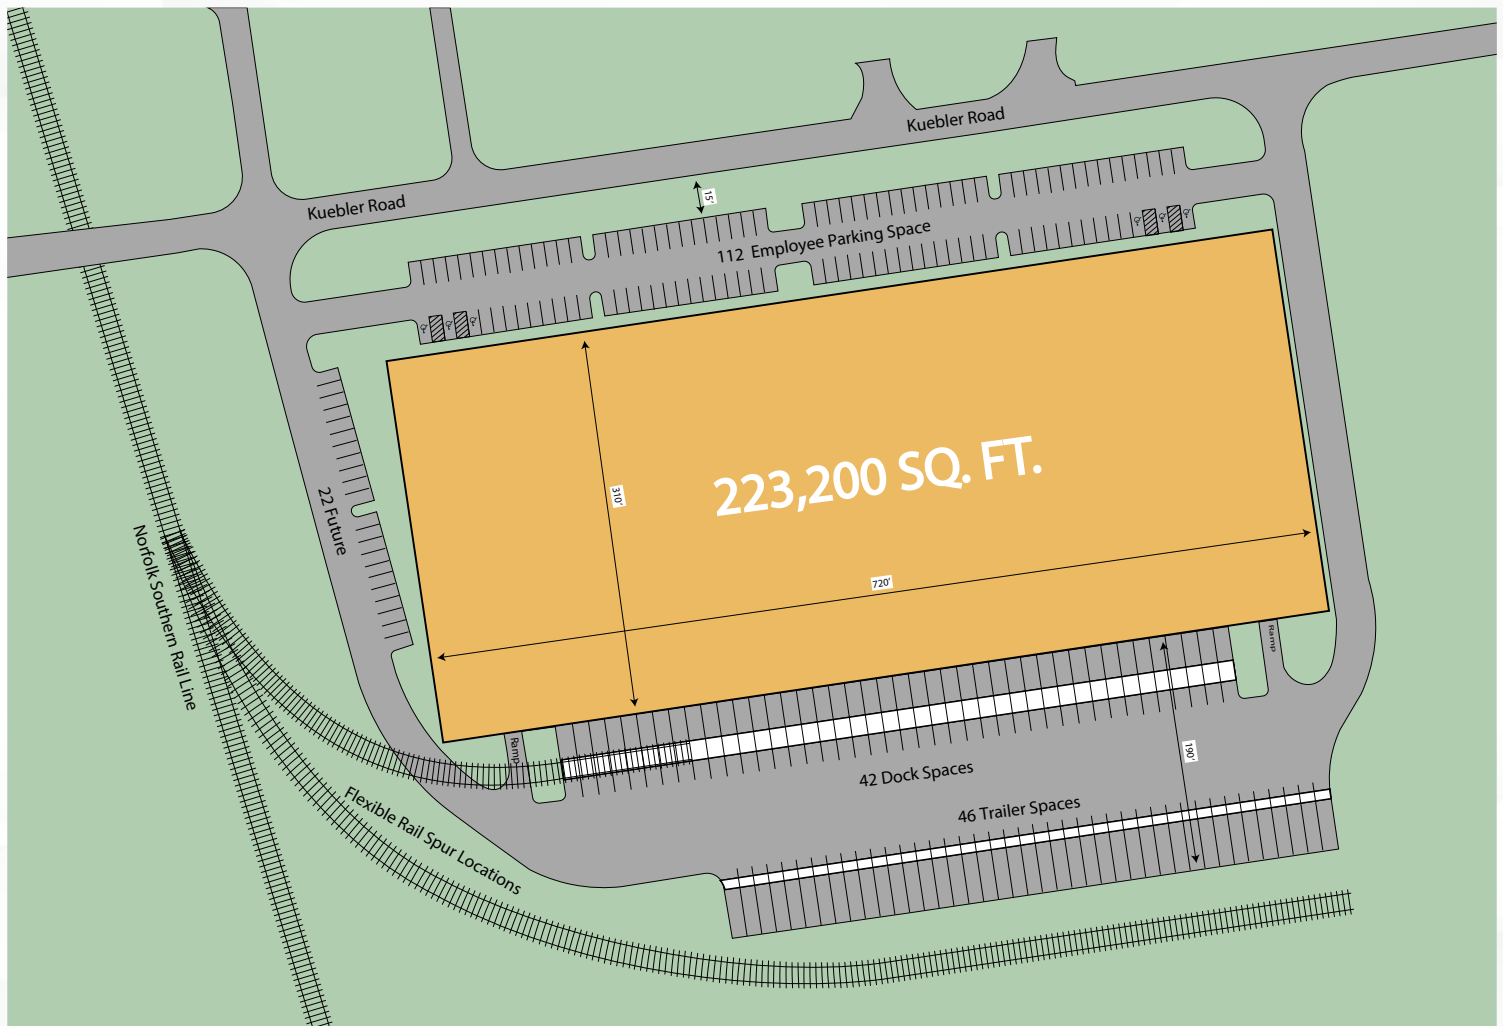 Kuebler Road
Kuebler Road
15'
112 Employee Parking Space
223,200 SQ. FT.
310'
22 Future
Norfolk Southern Rail Line
720'
Ramp
Ramp
190'
42 Dock Spaces
46 Trailer Spaces
Flexible Rail Spur Locations